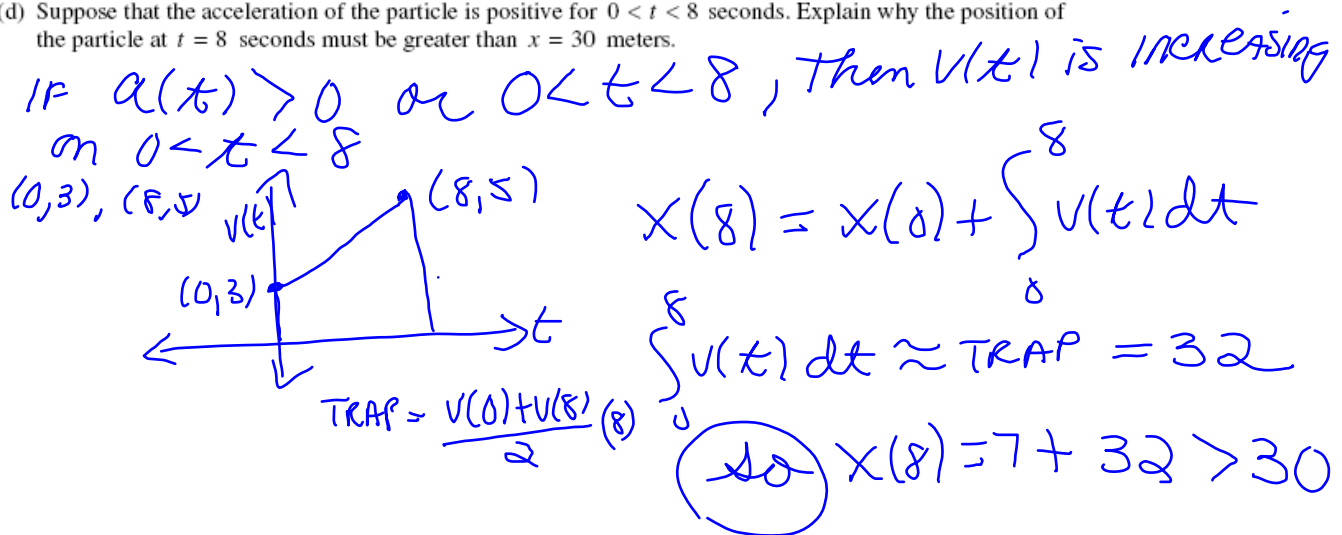 (d) Suppose that the acceleration of the particle is positive for 0 < t < 8 seconds. Explain why the position of
the particle at t = 8 seconds must be greater than x = 30 meters.
IF a(t) > 0 or 0 < t < 8, then v(t) is increasing
on 0 < t < 8
(0,3), (8,5)
v(t)
(8,5)
(0,3)
t
TRAP = (v(0)+v(8))/2 (8)
x(8) = x(0) + ∫₀⁸ v(t) dt
∫₀⁸ v(t) dt ≈ TRAP = 32
so x(8) = 7 + 32 > 30